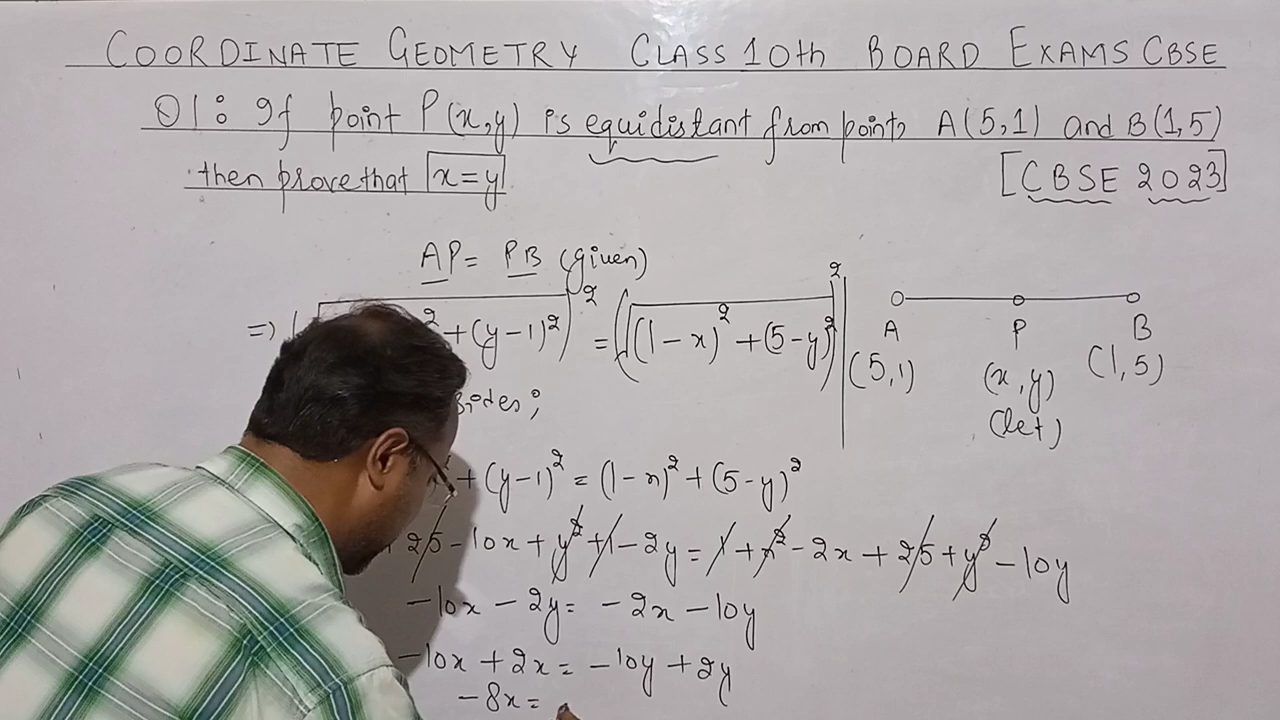 COORDINATE GEOMETRY CLASS 10th BOARD EXAMS CBSE
Q1: If point P(x,y) is equidistant from points A(5,1) and B(1,5)
then prove that x=y
[CBSE 2023]
AP = PB (given)
=> ² + (y-1)²)² = (√(1-x)² + (5-y)²)²
sides;
+ (y-1)² = (1-x)² + (5-y)²
25 - 10x + y² + 1 - 2y = 1 + x² - 2x + 25 + y² - 10y
-10x - 2y = -2x - 10y
-10x + 2x = -10y + 2y
-8x =
A P B
(5,1) (x,y) (1,5)
(let)